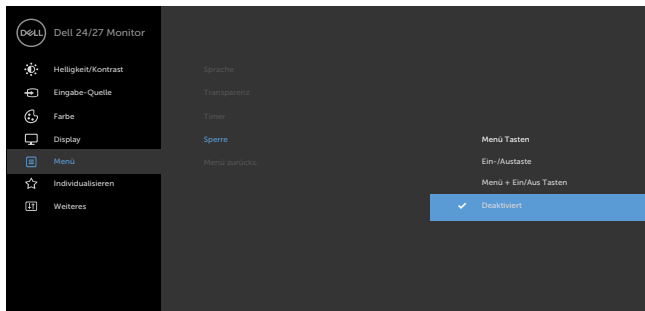 DELL Dell 24/27 Monitor
Helligkeit/Kontrast
Eingabe-Quelle
Farbe
Display
Menü
Individualisieren
Weiteres
Sprache
Transparenz
Timer
Sperre
Menü zurücks.
Menü Tasten
Ein-/Austaste
Menü + Ein/Aus Tasten
Deaktiviert